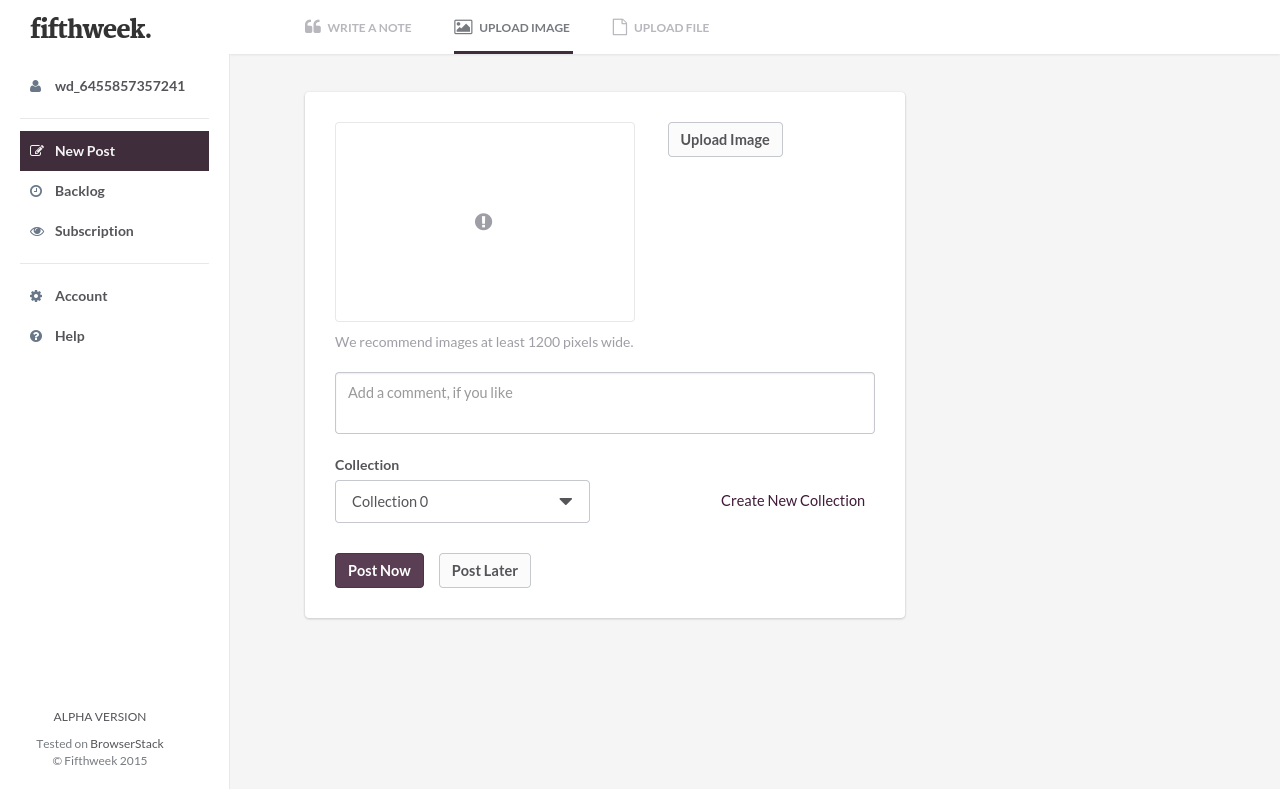 fifthweek.
WRITE A NOTE
UPLOAD IMAGE
UPLOAD FILE
wd_6455857357241
New Post
Backlog
Subscription
Account
Help
Upload Image
We recommend images at least 1200 pixels wide.
Add a comment, if you like
Collection
Collection 0
Create New Collection
Post Now
Post Later
ALPHA VERSION
Tested on BrowserStack
© Fifthweek 2015